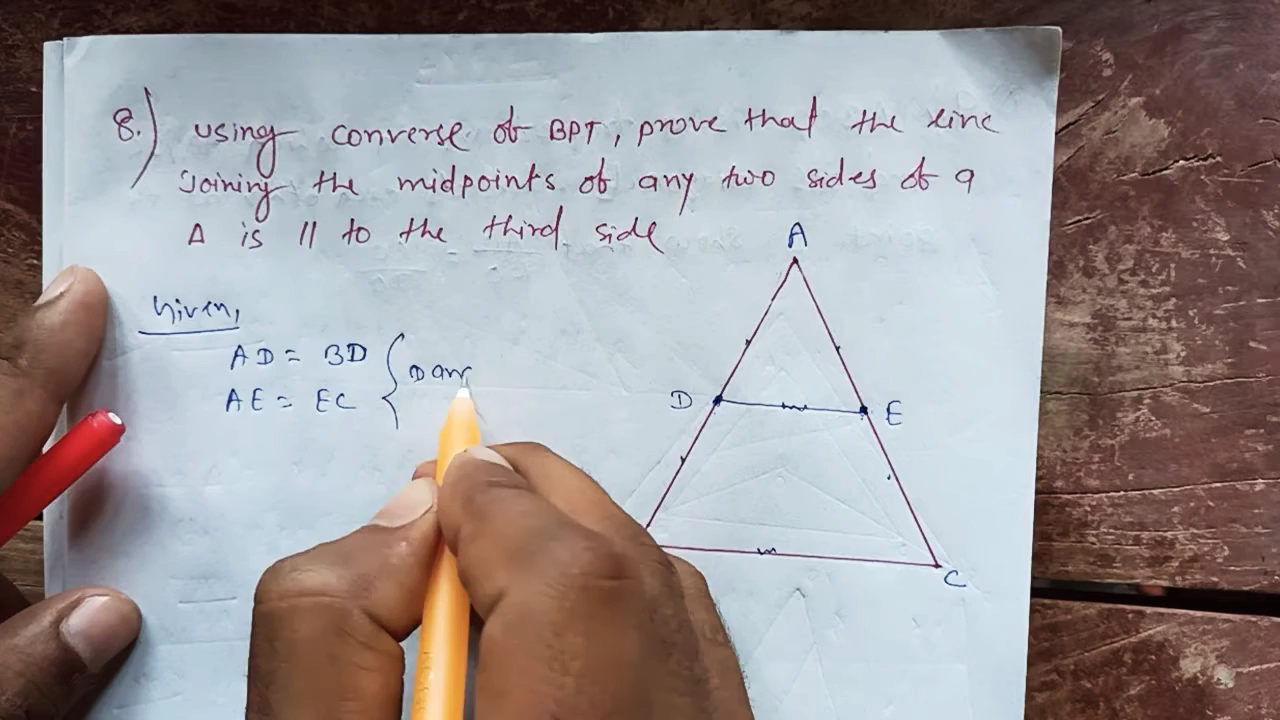 8.) using converse of BPT, prove that the line
Joining the midpoints of any two sides of a
Δ is || to the third side
Given,
AD = BD
AE = EC
D an
A
D
E
C